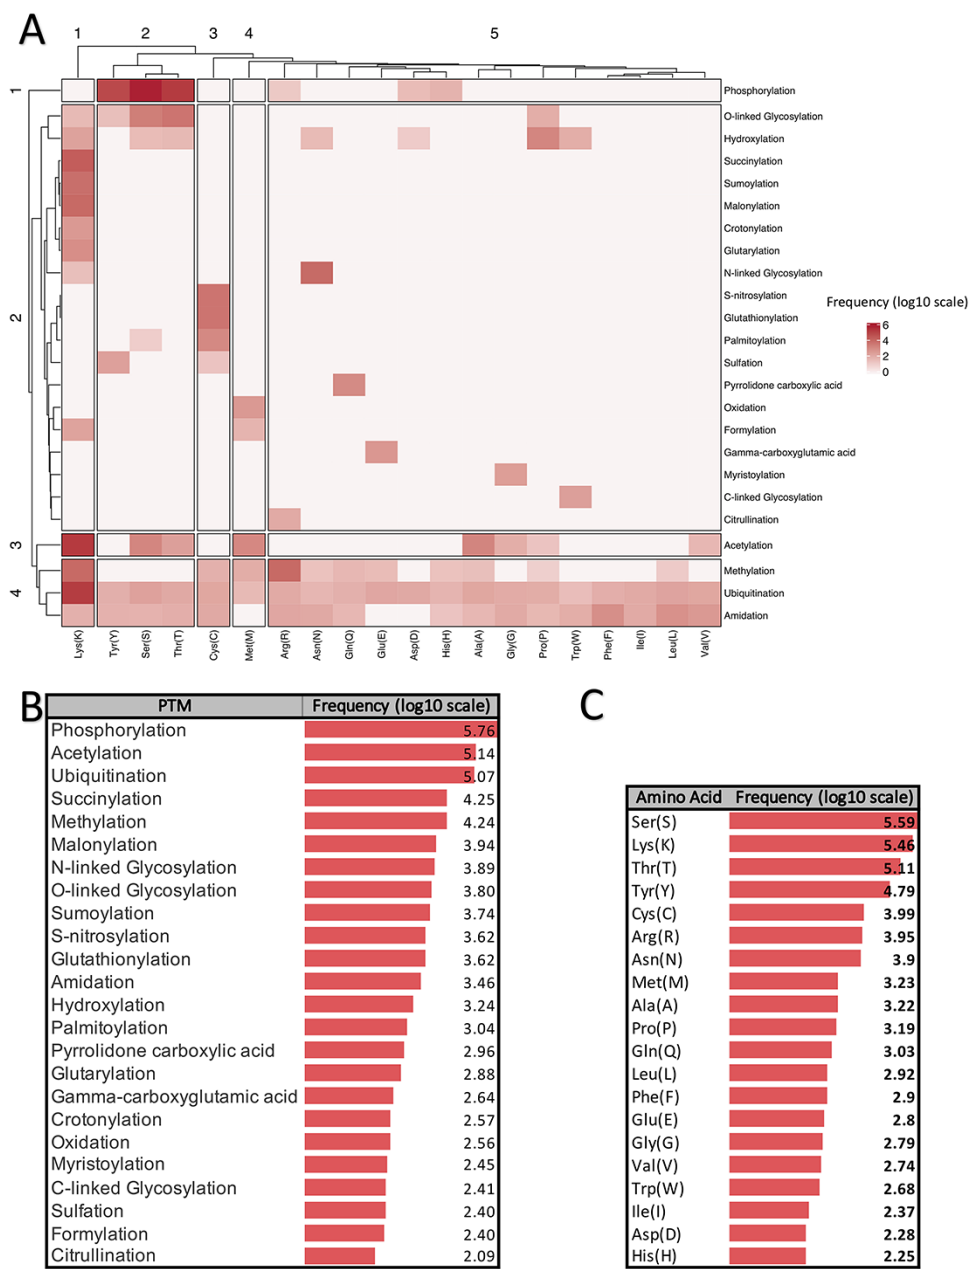 A
1 2 3 4 5
1
2
3
4
Phosphorylation
O-linked Glycosylation
Hydroxylation
Succinylation
Sumoylation
Malonylation
Crotonylation
Glutarylation
N-linked Glycosylation
S-nitrosylation
Glutathionylation
Palmitoylation
Sulfation
Pyrrolidone carboxylic acid
Oxidation
Formylation
Gamma-carboxyglutamic acid
Myristoylation
C-linked Glycosylation
Citrullination
Acetylation
Methylation
Ubiquitination
Amidation
Frequency (log10 scale)
6
4
2
0
Lys(K)
Tyr(Y)
Ser(S)
Thr(T)
Cys(C)
Met(M)
Arg(R)
Asn(N)
Gln(Q)
Glu(E)
Asp(D)
His(H)
Ala(A)
Gly(G)
Pro(P)
Trp(W)
Phe(F)
Ile(I)
Leu(L)
Val(V)
B
PTM Frequency (log10 scale)
Phosphorylation 5.76
Acetylation 5.14
Ubiquitination 5.07
Succinylation 4.25
Methylation 4.24
Malonylation 3.94
N-linked Glycosylation 3.89
O-linked Glycosylation 3.80
Sumoylation 3.74
S-nitrosylation 3.62
Glutathionylation 3.62
Amidation 3.46
Hydroxylation 3.24
Palmitoylation 3.04
Pyrrolidone carboxylic acid 2.96
Glutarylation 2.88
Gamma-carboxyglutamic acid 2.64
Crotonylation 2.57
Oxidation 2.56
Myristoylation 2.45
C-linked Glycosylation 2.41
Sulfation 2.40
Formylation 2.40
Citrullination 2.09
C
Amino Acid Frequency (log10 scale)
Ser(S) 5.59
Lys(K) 5.46
Thr(T) 5.11
Tyr(Y) 4.79
Cys(C) 3.99
Arg(R) 3.95
Asn(N) 3.9
Met(M) 3.23
Ala(A) 3.22
Pro(P) 3.19
Gln(Q) 3.03
Leu(L) 2.92
Phe(F) 2.9
Glu(E) 2.8
Gly(G) 2.79
Val(V) 2.74
Trp(W) 2.68
Ile(I) 2.37
Asp(D) 2.28
His(H) 2.25